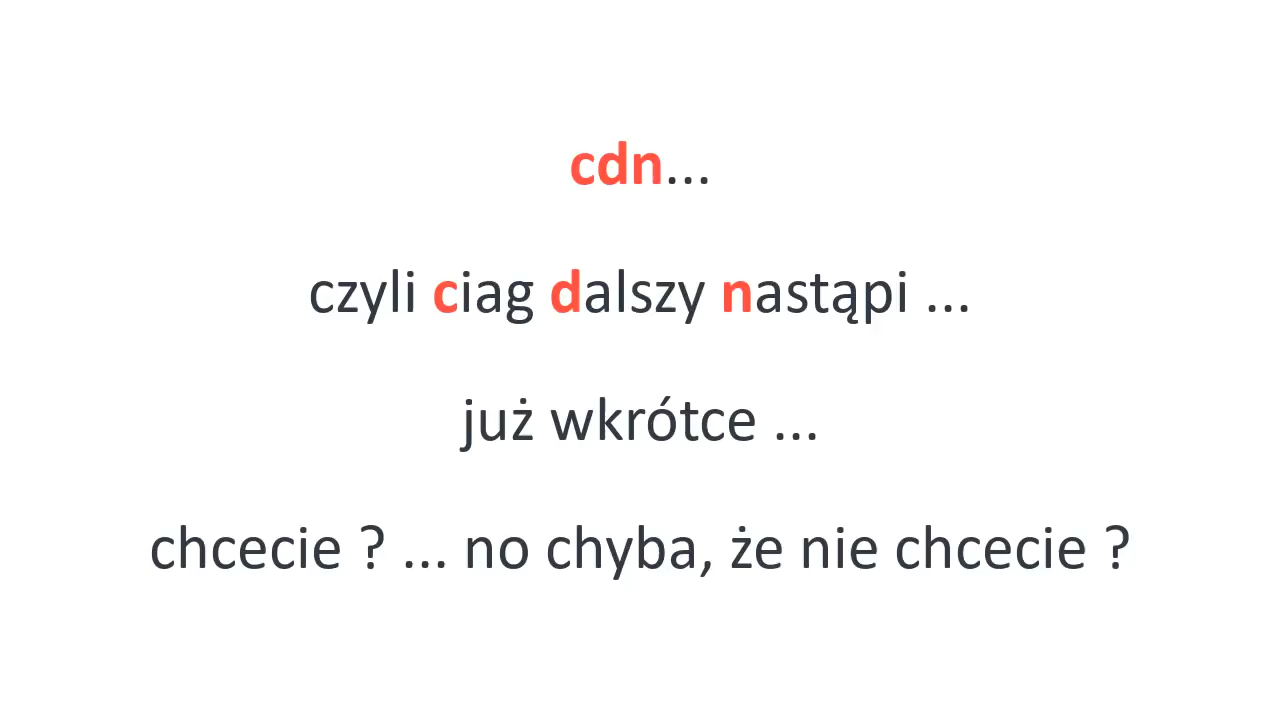 cdn...
czyli ciag dalszy nastąpi ...
już wkrótce ...
chcecie ? ... no chyba, że nie chcecie ?